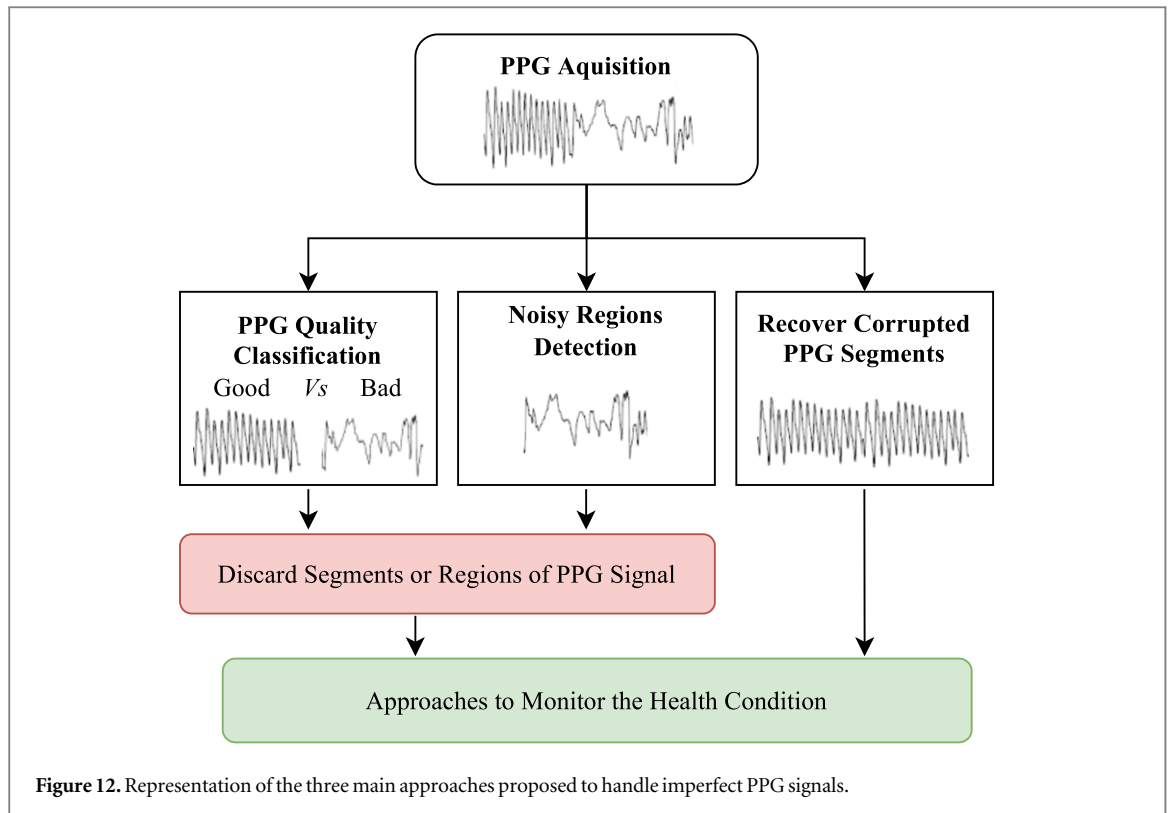 PPG Aquisition
PPG Quality
Classification
Good Vs Bad
Noisy Regions
Detection
Recover Corrupted
PPG Segments
Discard Segments or Regions of PPG Signal
Approaches to Monitor the Health Condition
Figure 12. Representation of the three main approaches proposed to handle imperfect PPG signals.